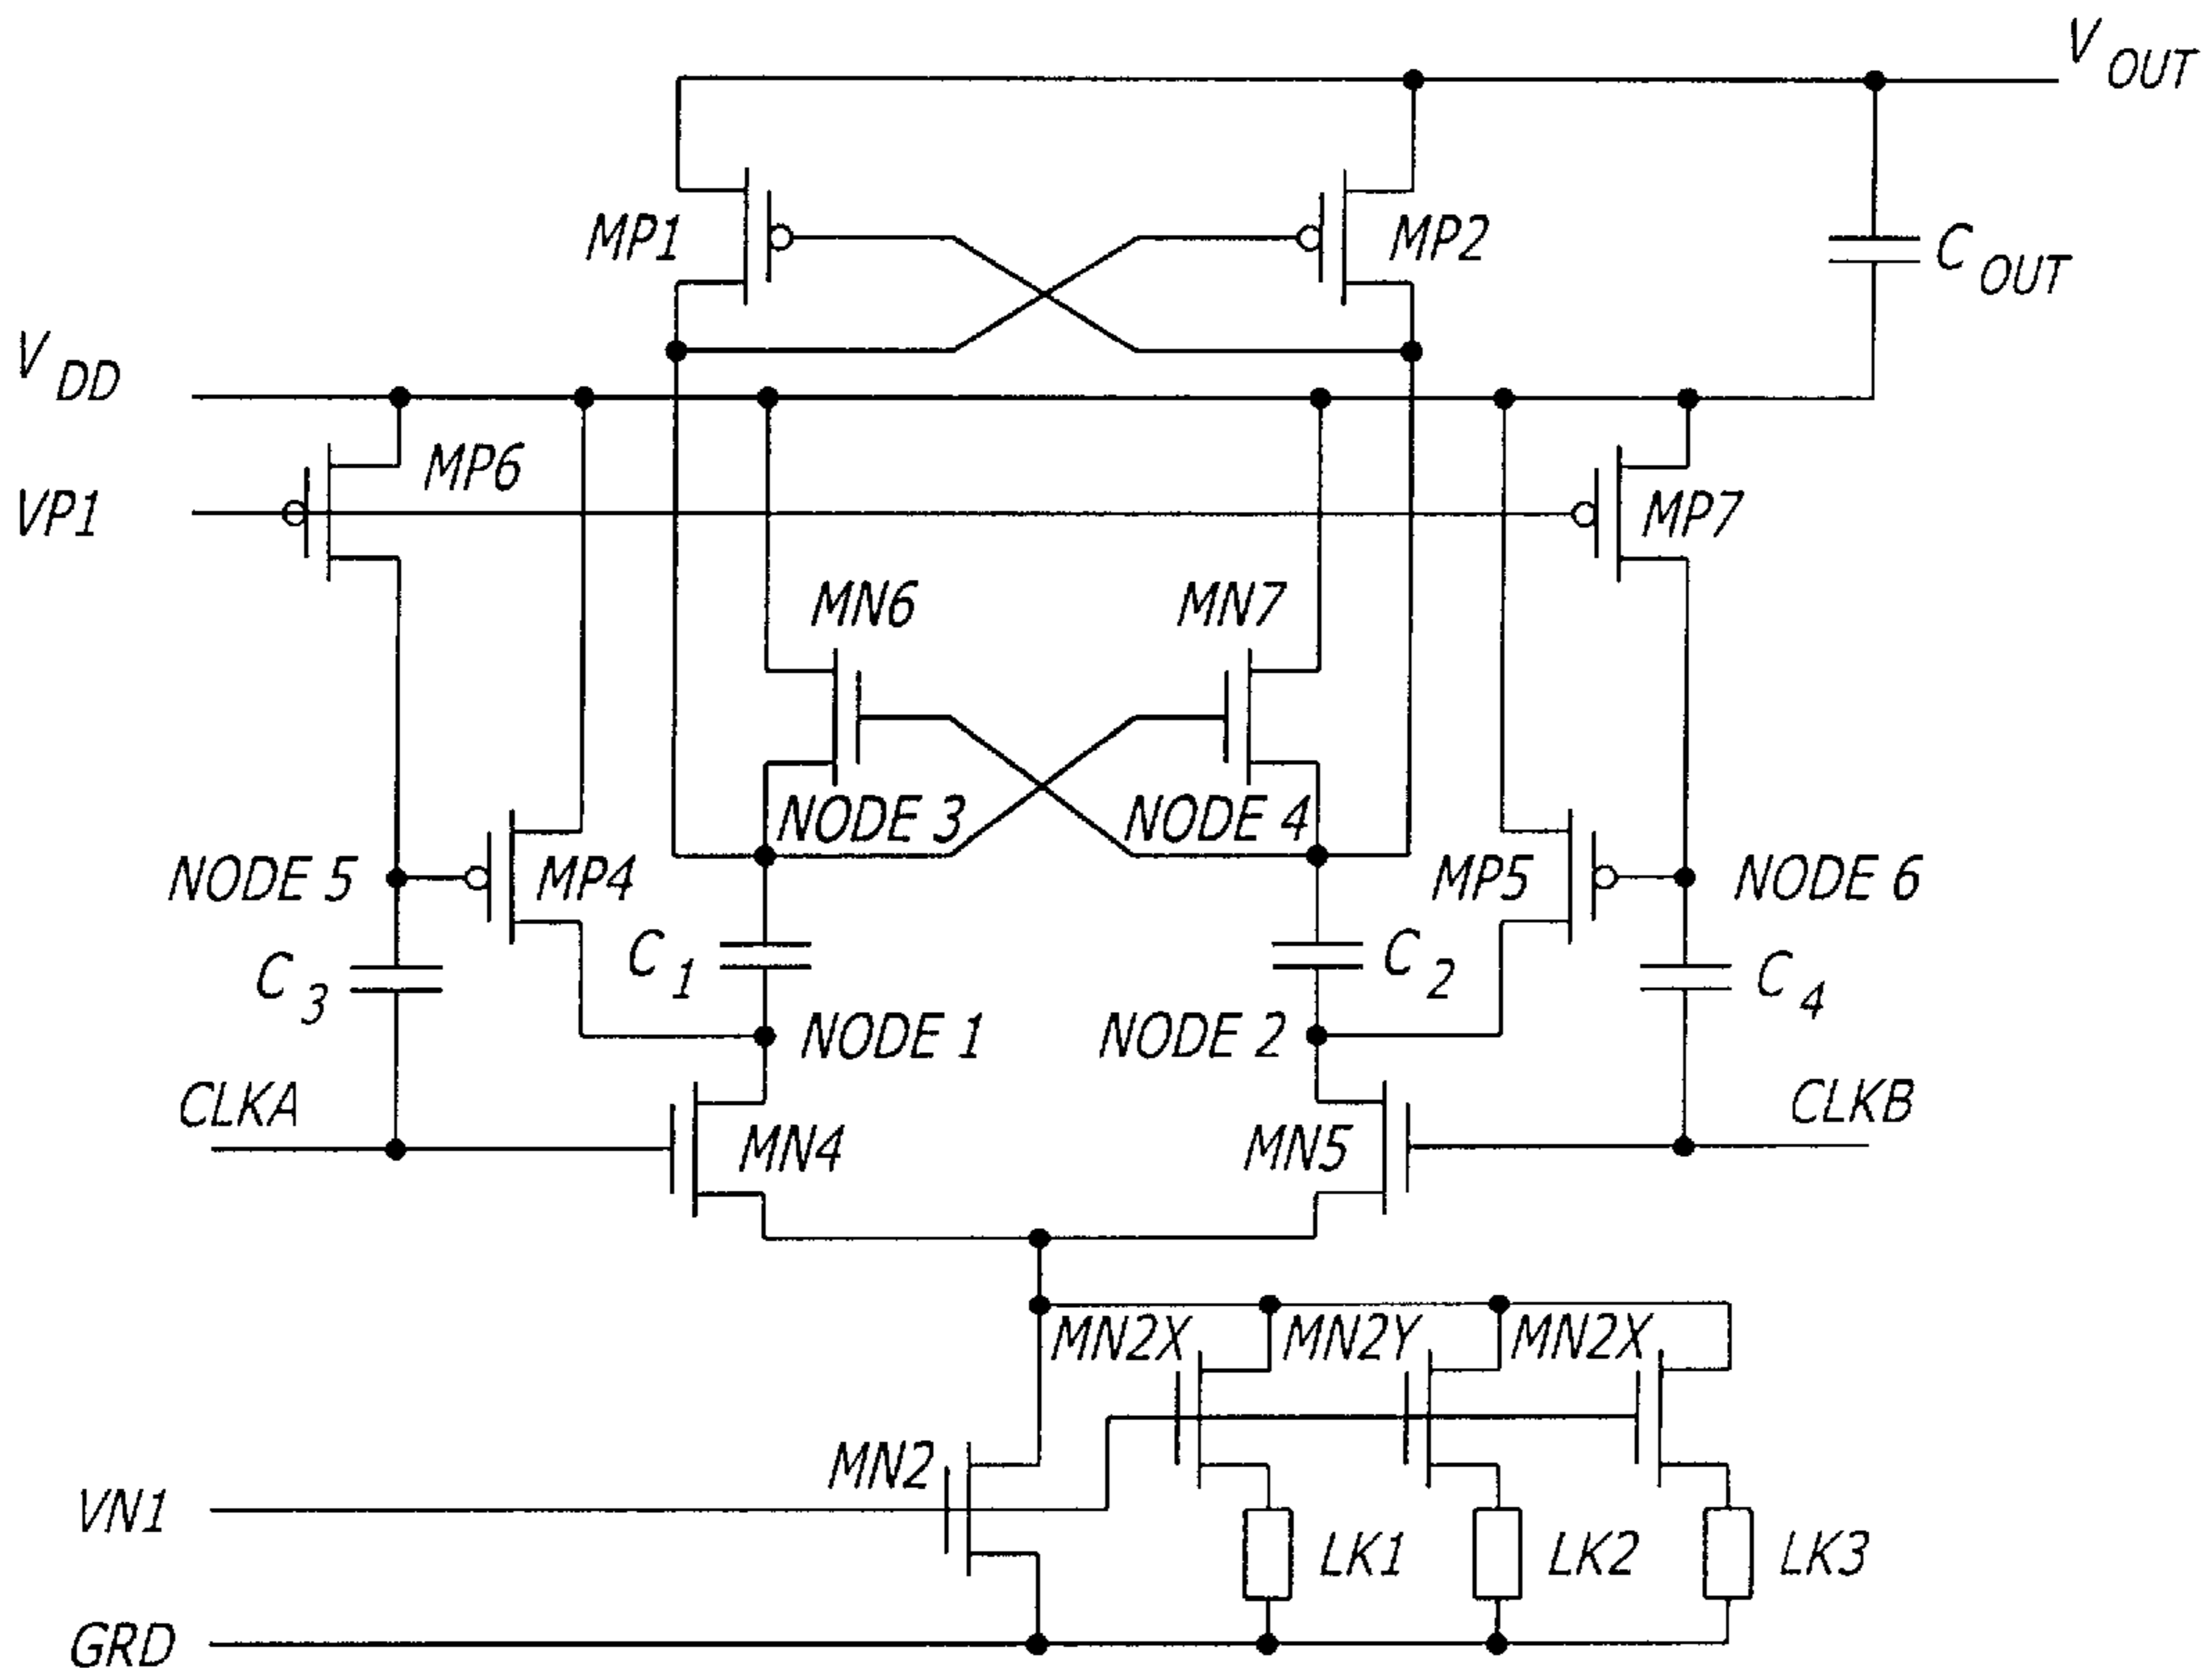 V OUT
MP1
MP2
C OUT
V DD
MP6
VP1
MP7
MN6
MN7
NODE 3
NODE 4
NODE 5
MP4
MP5
NODE 6
C 3
C 1
C 2
C 4
NODE 1
NODE 2
CLKA
CLKB
MN4
MN5
MN2X
MN2Y
MN2X
MN2
VN1
LK1
LK2
LK3
GRD